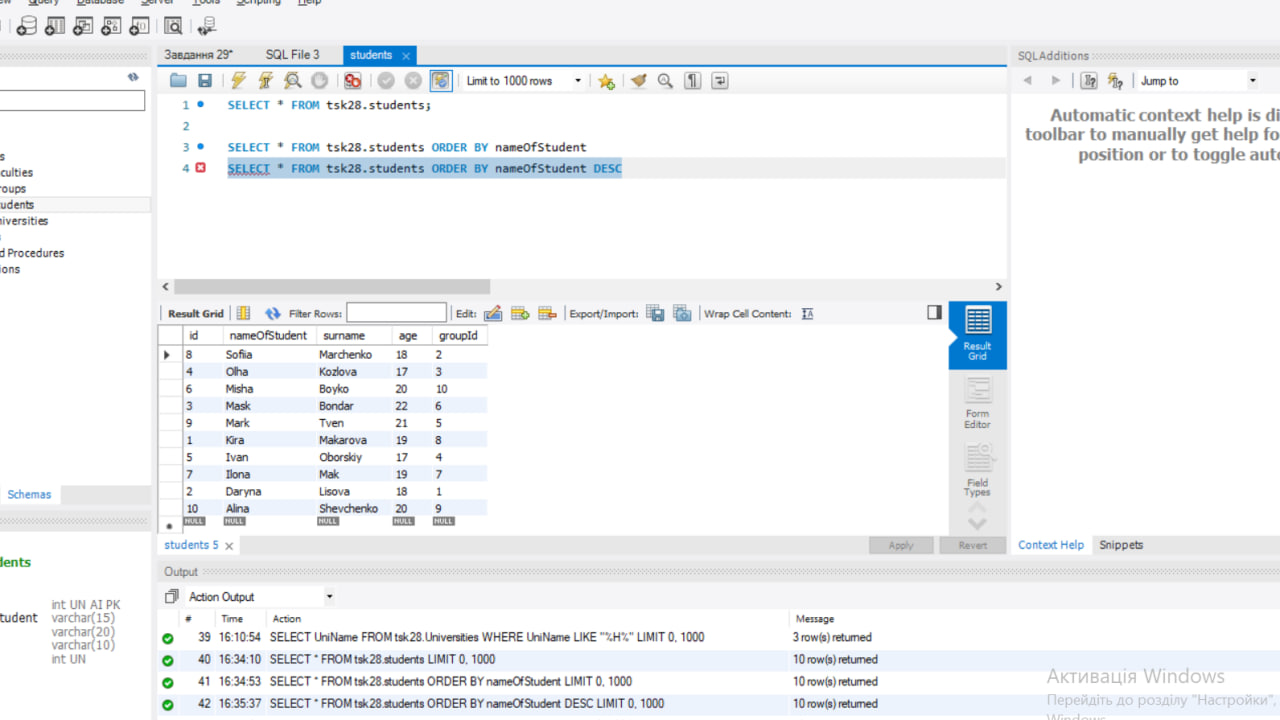 Query Database Server Tools Scripting Help
Завдання 29* SQL File 3 students
Limit to 1000 rows
1 SELECT * FROM tsk28.students;
2
3 SELECT * FROM tsk28.students ORDER BY nameOfStudent
4 SELECT * FROM tsk28.students ORDER BY nameOfStudent DESC
SQLAdditions
Jump to
Automatic context help is di
toolbar to manually get help fo
position or to toggle aut
s
culties
roups
udents
iversities
d Procedures
ions
Schemas
Result Grid Filter Rows: Edit: Export/Import: Wrap Cell Content:
id nameOfStudent surname age groupId
8 Sofiia Marchenko 18 2
4 Olha Kozlova 17 3
6 Misha Boyko 20 10
3 Mask Bondar 22 6
9 Mark Tven 21 5
1 Kira Makarova 19 8
5 Ivan Oborskiy 17 4
7 Ilona Mak 19 7
2 Daryna Lisova 18 1
10 Alina Shevchenko 20 9
NULL NULL NULL NULL NULL
Result
Grid
Form
Editor
Field
Types
students 5 Apply Revert
Context Help Snippets
dents
int UN AI PK
tudent varchar(15)
varchar(20)
varchar(10)
int UN
Output
Action Output
# Time Action Message
39 16:10:54 SELECT UniName FROM tsk28.Universities WHERE UniName LIKE "%H%" LIMIT 0, 1000 3 row(s) returned
40 16:34:10 SELECT * FROM tsk28.students LIMIT 0, 1000 10 row(s) returned
41 16:34:53 SELECT * FROM tsk28.students ORDER BY nameOfStudent LIMIT 0, 1000 10 row(s) returned
42 16:35:37 SELECT * FROM tsk28.students ORDER BY nameOfStudent DESC LIMIT 0, 1000 10 row(s) returned
Активація Windows
Перейдіть до розділу "Настройки",
Windows